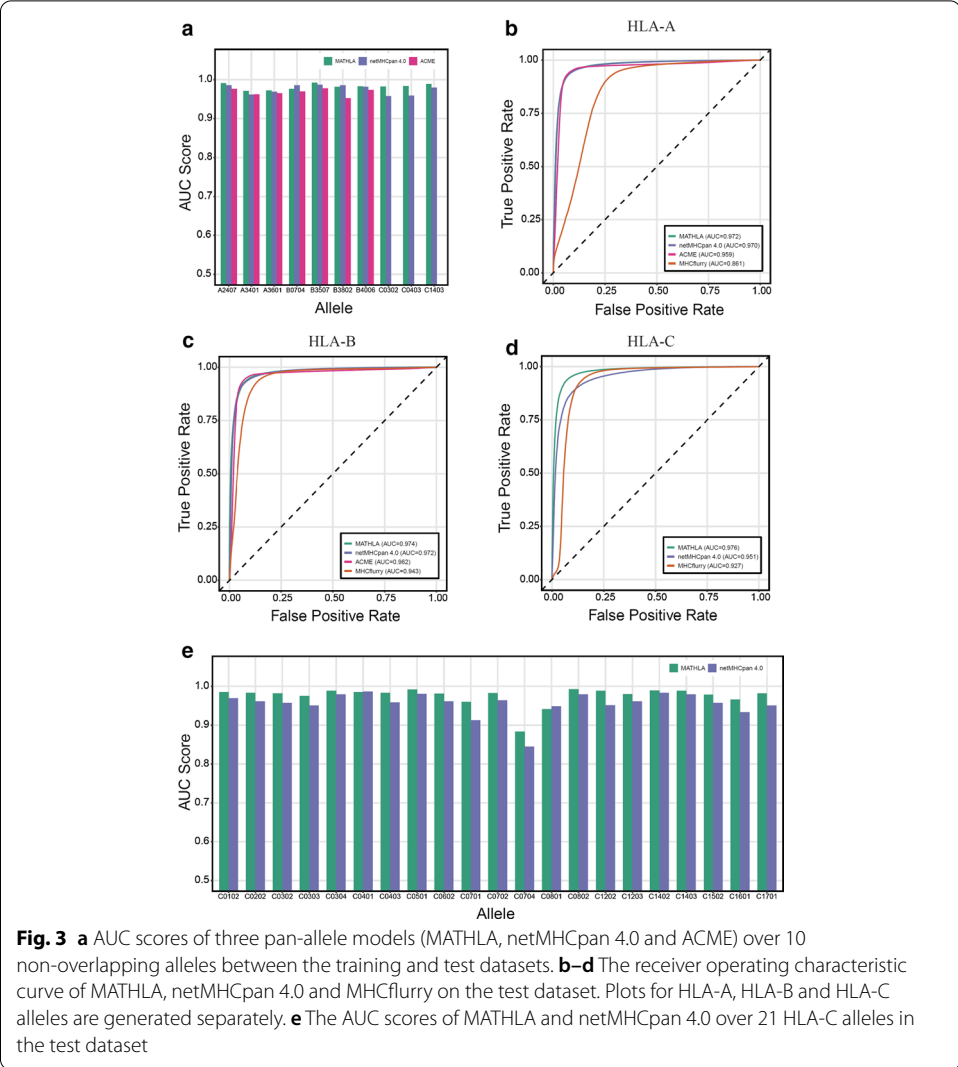 a
MATHLA netMHCpan 4.0 ACME
1.0
0.9
0.8
0.7
0.6
0.5
AUC Score
A2407 A3401 A3601 B0704 B3507 B3902 B4006 C0302 C0403 C1403
Allele
b
HLA-A
1.00
0.75
0.50
0.25
0.00
True Positive Rate
MATHLA (AUC=0.972)
netMHCpan 4.0 (AUC=0.970)
ACME (AUC=0.959)
MHCflurry (AUC=0.861)
0.00 0.25 0.50 0.75 1.00
False Positive Rate
c
HLA-B
1.00
0.75
0.50
0.25
0.00
True Positive Rate
MATHLA (AUC=0.974)
netMHCpan 4.0 (AUC=0.972)
ACME (AUC=0.962)
MHCflurry (AUC=0.943)
0.00 0.25 0.50 0.75 1.00
False Positive Rate
d
HLA-C
1.00
0.75
0.50
0.25
0.00
True Positive Rate
MATHLA (AUC=0.976)
netMHCpan 4.0 (AUC=0.951)
MHCflurry (AUC=0.927)
0.00 0.25 0.50 0.75 1.00
False Positive Rate
e
MATHLA netMHCpan 4.0
1.0
0.9
0.8
0.7
0.6
0.5
AUC Score
C0102 C0202 C0302 C0303 C0304 C0401 C0403 C0501 C0602 C0701 C0702 C0704 C0801 C0802 C1202 C1203 C1402 C1403 C1502 C1601 C1701
Allele
Fig. 3 a AUC scores of three pan-allele models (MATHLA, netMHCpan 4.0 and ACME) over 10
non-overlapping alleles between the training and test datasets. b–d The receiver operating characteristic
curve of MATHLA, netMHCpan 4.0 and MHCflurry on the test dataset. Plots for HLA-A, HLA-B and HLA-C
alleles are generated separately. e The AUC scores of MATHLA and netMHCpan 4.0 over 21 HLA-C alleles in
the test dataset